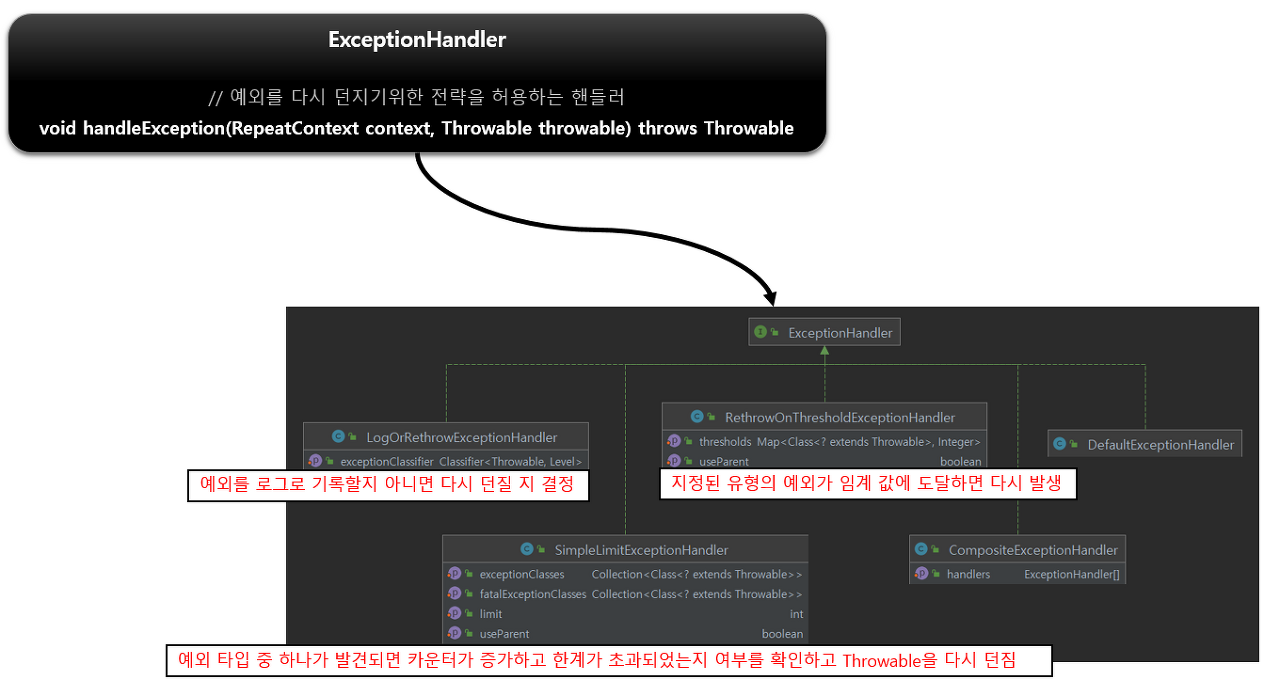 ExceptionHandler
// 예외를 다시 던지기위한 전략을 허용하는 핸들러
void handleException(RepeatContext context, Throwable throwable) throws Throwable
ExceptionHandler
LogOrRethrowExceptionHandler
exceptionClassifier Classifier<Throwable, Level>
예외를 로그로 기록할지 아니면 다시 던질 지 결정
RethrowOnThresholdExceptionHandler
thresholds Map<Class<? extends Throwable>, Integer>
useParent boolean
지정된 유형의 예외가 임계 값에 도달하면 다시 발생
DefaultExceptionHandler
SimpleLimitExceptionHandler
exceptionClasses Collection<Class<? extends Throwable>>
fatalExceptionClasses Collection<Class<? extends Throwable>>
limit int
useParent boolean
CompositeExceptionHandler
handlers ExceptionHandler[]
예외 타입 중 하나가 발견되면 카운터가 증가하고 한계가 초과되었는지 여부를 확인하고 Throwable을 다시 던짐